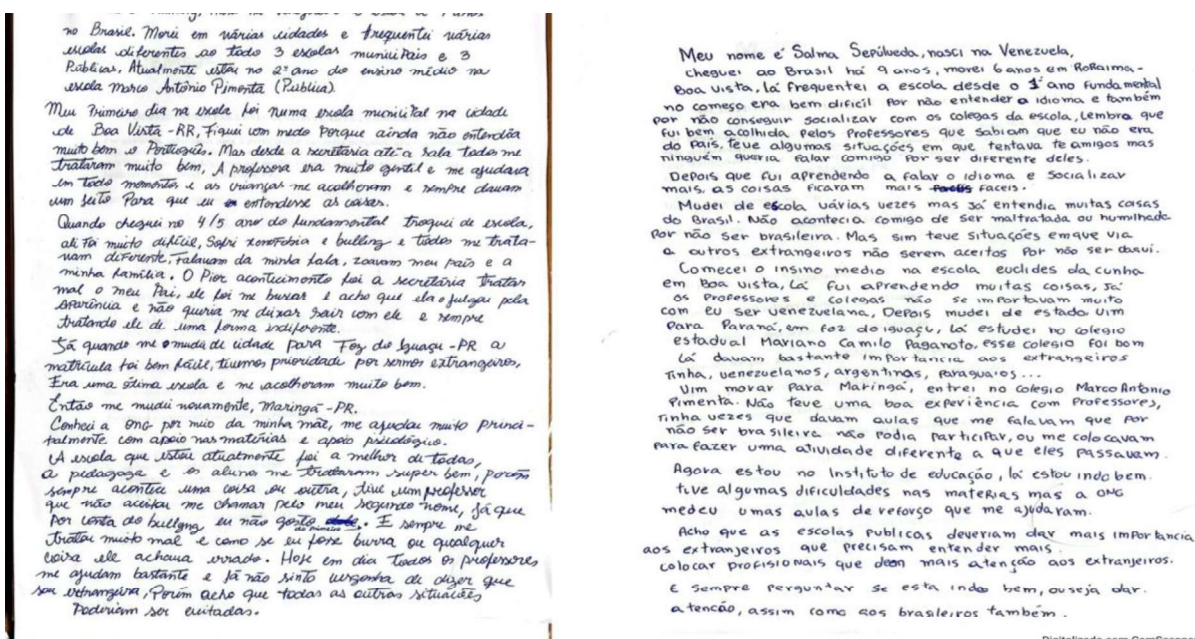 no Brasil. Morei em várias cidades e frequentei várias
escolas diferentes ao todo 3 escolas municiPais e 3
Públicas, Atualmente estou no 2º ano do ensino médio na
escola Marco Antônio Pimenta (Pública).
Meu Primeiro dia na escola foi numa escola municiPal na cidade
de Boa Vista-RR, Fiquei com medo Porque ainda não entendia
muito bem o Português. Mas desde a secretária até a sala todos me
trataram muito bem, A professora era muito gentil e me ajudava
em todo momento e as crianças me acolheram e sempre davam
um jeito Para que eu entendesse as coisas.
Quando cheguei no 4/5 ano do fundamental troquei de escola,
ali foi muito difícil, Sofri xenofobia e bulling e todos me trata-
vam diferente, Falavam da minha fala, zoavam meu país e a
minha família. O Pior acontecimento foi a secretária tratar
mal o meu Pai, ele foi me buscar e acho que ela o julgou pela
aparência e não queria me deixar sair com ele e sempre
tratando ele de uma forma indiferente.
Já quando me mudei de cidade para Foz do Iguaçu-PR a
matrícula foi bem fácil, tivemos prioridade por sermos extrangeiros,
Era uma ótima escola e me acolheram muito bem.
Então me mudei novamente, Maringá-PR.
Conheci a ONG por meio da minha mãe, me ajudou muito princi-
palmente com apoio nas matérias e apoio psicológico.
A escola que estou atualmente foi a melhor de todas,
a pedagoga e os alunos me trataram super bem, porém
sempre acontece uma coisa ou outra, tive um professor
que não aceitou me chamar pelo meu segundo nome, já que
por conta do bullyng eu não gosto do primeiro. E sempre me
tratou muito mal e como se eu fosse burra ou qualquer
coisa ele achava errado. Hoje em dia todos os professores
me ajudam bastante e já não sinto vergonha de dizer que
sou extrangeira, Porém acho que todas as outras situações
Poderiam ser evitadas.
Meu nome é Salma Sepúlveda, nasci na Venezuela,
cheguei ao Brasil há 9 anos, morei 6 anos em Roraima-
Boa vista, lá frequentei a escola desde o 1º ano fundamental
no começo era bem dificil Por não entender a idioma e também
por não conseguir socializar com os colegas da escola, Lembra que
fui bem acolhida pelos Professores que sabiam que eu não era
do país, teve algumas situações em que tentava te amigos mas
ninguém queria falar comigo por ser diferente deles.
Depois que fui aprendendo a falar o idioma e socializar
mais, as coisas ficaram mais faceis.
Mudei de escola várias vezes mas Já entendia muitas coisas
do Brasil. Não acontecia comigo de ser maltratada ou humilhada
Por não ser brasileira. Mas sim teve situações em que via
a outros extrangeiros não serem aceitos Por não ser daqui.
Comecei o insino medio na escola euclides da cunha
em Boa vista, Lá fui aprendendo muitas coisas, Já
os Professores e colegas não se importavam muito
com eu ser venezuelana, Depois mudei de estado vim
Para Paraná, em foz do iguaçu, lá estudei no colegio
estadual Mariano Camilo Paganoto, esse colegio foi bom
Lá davam bastante importancia aos extrangeiros
Tinha, venezuelanos, argentinas, paraguaios...
Vim morar Para Maringá, entrei no colegio Marco Antonio
Pimenta. Não teve uma boa experiência com Professores,
Tinha vezes que davam aulas que me falavam que Por
não ser brasileira não Podia Participar, ou me colocavam
Para fazer uma atividade diferente a que eles passavam.
Agora estou no Instituto de educação, lá estou indo bem.
tive algumas dificuldades nas materias mas a ONG
medeu umas aulas de reforço que me ajudaram.
Acho que as escolas Publicas deveriam dar mais importancia
aos extranjeiros que precisam entender mais.
colocar profisionais que deen mais atenção aos extranjeiros.
E sempre perguntar se esta indo bem, ouseja dar.
atencão, assim como aos brasileiros também.